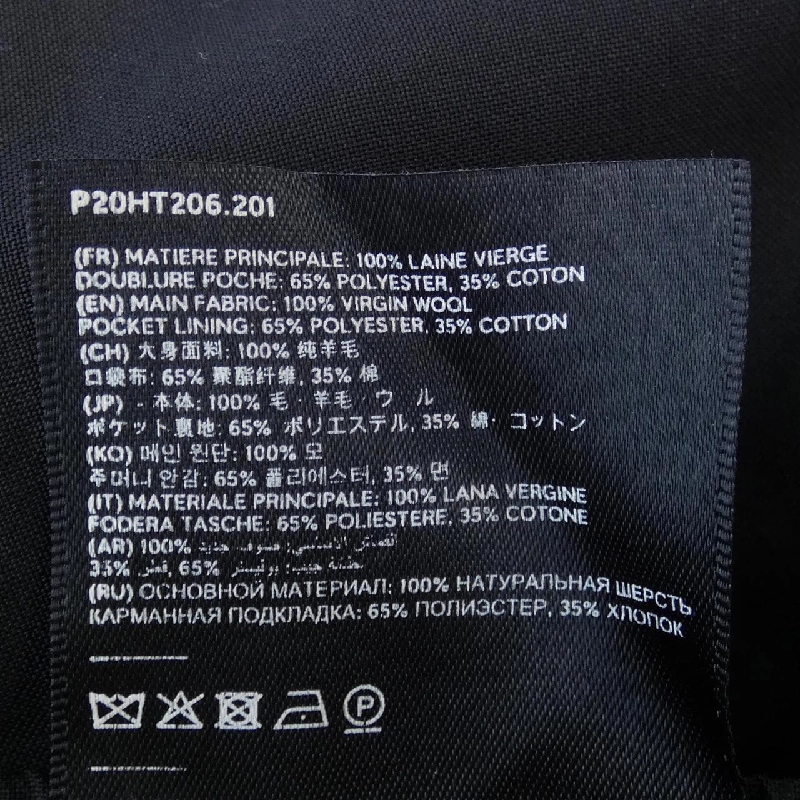 P20HT206.201
(FR) MATIERE PRINCIPALE: 100% LAINE VIERGE
DOUBLURE POCHE: 65% POLYESTER, 35% COTON
(EN) MAIN FABRIC: 100% VIRGIN WOOL
POCKET LINING: 65% POLYESTER, 35% COTTON
(CH) 大身面料: 100% 纯羊毛
口袋布: 65% 聚酯纤维, 35% 棉
(JP) - 本体: 100% 毛・羊毛・ウ ル
ポケット裏地: 65% ポリエステル, 35% 綿・コットン
(KO) 메인 원단: 100% 모
주머니 안감: 65% 폴리에스터, 35% 면
(IT) MATERIALE PRINCIPALE: 100% LANA VERGINE
FODERA TASCHE: 65% POLIESTERE, 35% COTONE
(AR) 100% القماش الأساسي: صوف
65%, قطن 35%
(RU) ОСНОВНОЙ МАТЕРИАЛ: 100% НАТУРАЛЬНАЯ ШЕРСТЬ
КАРМАННАЯ ПОДКЛАДКА: 65% ПОЛИЭСТЕР, 35% ХЛОПОК
P